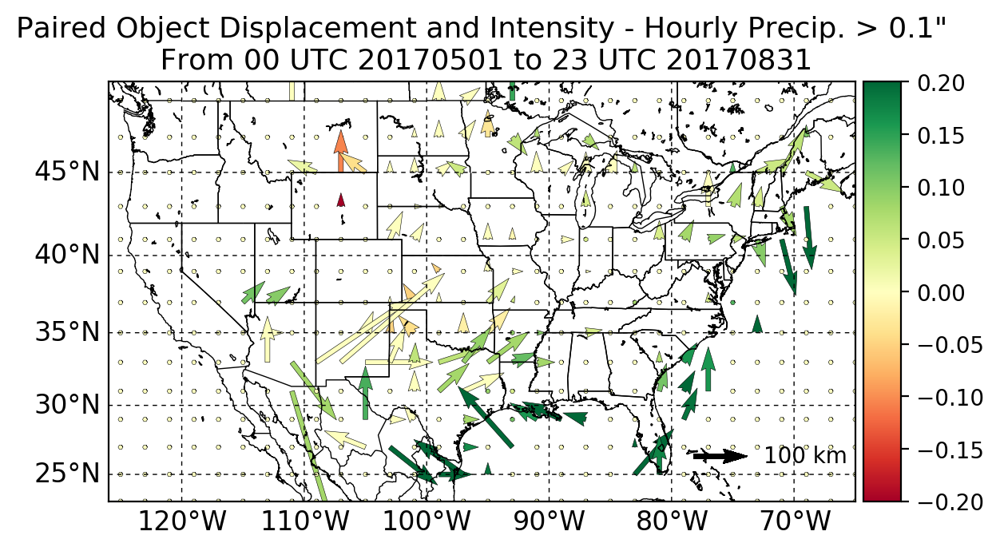 Paired Object Displacement and Intensity - Hourly Precip. > 0.1"
From 00 UTC 20170501 to 23 UTC 20170831
45°N
40°N
35°N
30°N
25°N
120°W 110°W 100°W 90°W 80°W 70°W
100 km
0.20
0.15
0.10
0.05
0.00
−0.05
−0.10
−0.15
−0.20